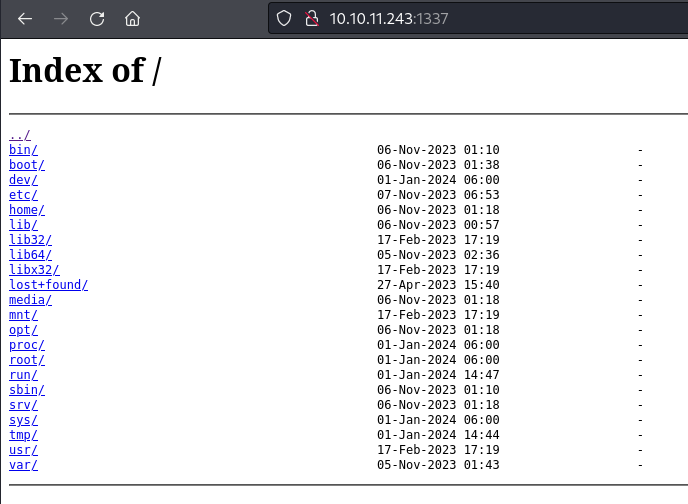 10.10.11.243:1337
Index of /
../
bin/ 06-Nov-2023 01:10 -
boot/ 06-Nov-2023 01:38 -
dev/ 01-Jan-2024 06:00 -
etc/ 07-Nov-2023 06:53 -
home/ 06-Nov-2023 01:18 -
lib/ 06-Nov-2023 00:57 -
lib32/ 17-Feb-2023 17:19 -
lib64/ 05-Nov-2023 02:36 -
libx32/ 17-Feb-2023 17:19 -
lost+found/ 27-Apr-2023 15:40 -
media/ 06-Nov-2023 01:18 -
mnt/ 17-Feb-2023 17:19 -
opt/ 06-Nov-2023 01:18 -
proc/ 01-Jan-2024 06:00 -
root/ 01-Jan-2024 06:00 -
run/ 01-Jan-2024 14:47 -
sbin/ 06-Nov-2023 01:10 -
srv/ 06-Nov-2023 01:18 -
sys/ 01-Jan-2024 06:00 -
tmp/ 01-Jan-2024 14:44 -
usr/ 17-Feb-2023 17:19 -
var/ 05-Nov-2023 01:43 -